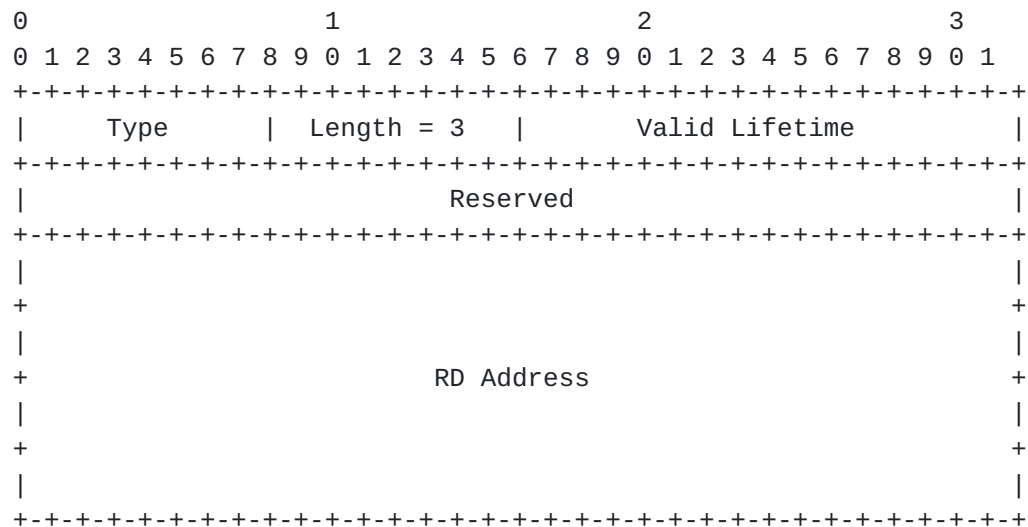 0                   1                   2                   3
0 1 2 3 4 5 6 7 8 9 0 1 2 3 4 5 6 7 8 9 0 1 2 3 4 5 6 7 8 9 0 1
+-+-+-+-+-+-+-+-+-+-+-+-+-+-+-+-+-+-+-+-+-+-+-+-+-+-+-+-+-+-+-+-+
|     Type      |  Length = 3   |       Valid Lifetime          |
+-+-+-+-+-+-+-+-+-+-+-+-+-+-+-+-+-+-+-+-+-+-+-+-+-+-+-+-+-+-+-+-+
|                           Reserved                            |
+-+-+-+-+-+-+-+-+-+-+-+-+-+-+-+-+-+-+-+-+-+-+-+-+-+-+-+-+-+-+-+-+
|                                                               |
+                                                               +
|                                                               |
+                          RD Address                           +
|                                                               |
+                                                               +
|                                                               |
+-+-+-+-+-+-+-+-+-+-+-+-+-+-+-+-+-+-+-+-+-+-+-+-+-+-+-+-+-+-+-+-+